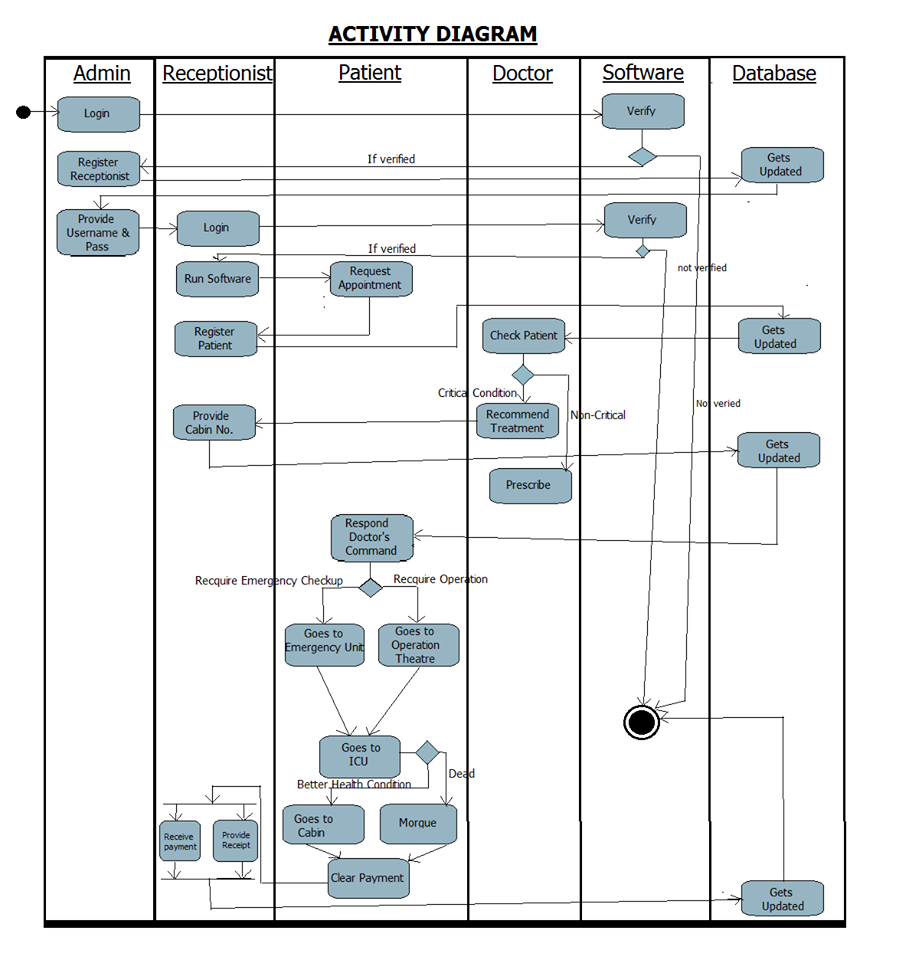 ACTIVITY DIAGRAM
Admin
Receptionist
Patient
Doctor
Software
Database
Login
Verify
If verified
Register
Receptionist
Gets
Updated
Provide
Username &
Pass
Login
Verify
If verified
not verified
Run Software
Request
Appointment
Register
Patient
Check Patient
Gets
Updated
Critical Condition
Non-Critical
Not veried
Provide
Cabin No.
Recommend
Treatment
Gets
Updated
Prescribe
Respond
Doctor's
Command
Recquire Emergency Checkup
Recquire Operation
Goes to
Emergency Unit
Goes to
Operation
Theatre
Goes to
ICU
Dead
Better Health Condition
Goes to
Cabin
Morque
Receive
payment
Provide
Receipt
Clear Payment
Gets
Updated